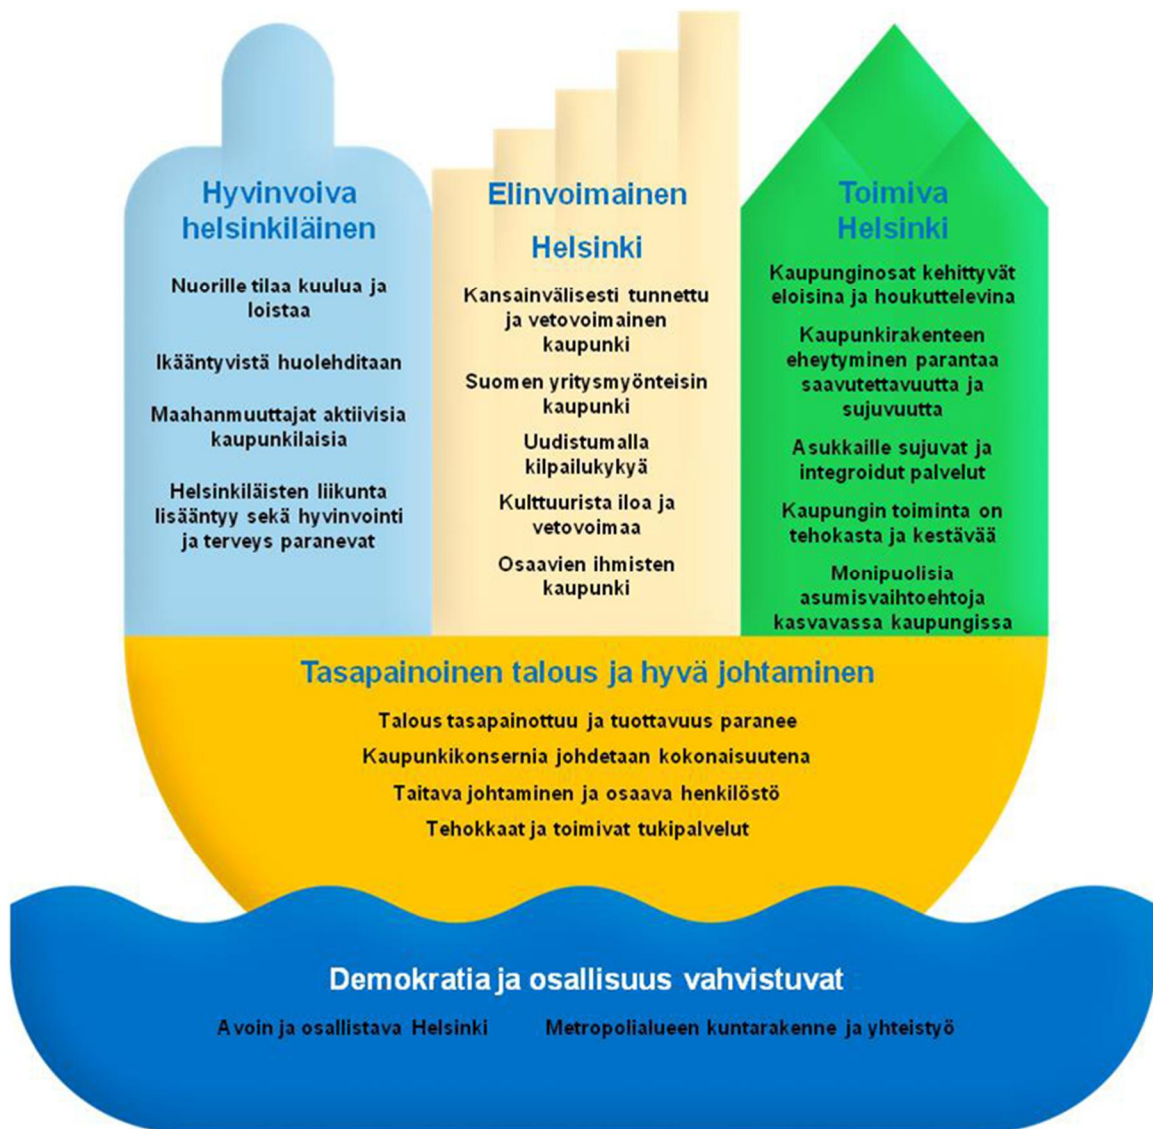 Hyvinvoiva
helsinkiläinen
Nuorille tilaa kuulua ja
loistaa
Ikääntyvistä huolehditaan
Maahanmuuttajat aktiivisia
kaupunkilaisia
Helsinkiläisten liikunta
lisääntyy sekä hyvinvointi
ja terveys paranevat
Elinvoimainen
Helsinki
Kansainvälisesti tunnettu
ja vetovoimainen
kaupunki
Suomen yritysmyönteisin
kaupunki
Uudistumalla
kilpailukykyä
Kulttuurista iloa ja
vetovoimaa
Osaavien ihmisten
kaupunki
Toimiva
Helsinki
Kaupunginosat kehittyvät
eloisina ja houkuttelevina
Kaupunkirakenteen
eheytyminen parantaa
saavutettavuutta ja
sujuvuutta
Asukkaille sujuvat ja
integroidut palvelut
Kaupungin toiminta on
tehokasta ja kestävää
Monipuolisia
asumisvaihtoehtoja
kasvavassa kaupungissa
Tasapainoinen talous ja hyvä johtaminen
Talous tasapainottuu ja tuottavuus paranee
Kaupunkikonsernia johdetaan kokonaisuutena
Taitava johtaminen ja osaava henkilöstö
Tehokkaat ja toimivat tukipalvelut
Demokratia ja osallisuus vahvistuvat
Avoin ja osallistava Helsinki
Metropolialueen kuntarakenne ja yhteistyö